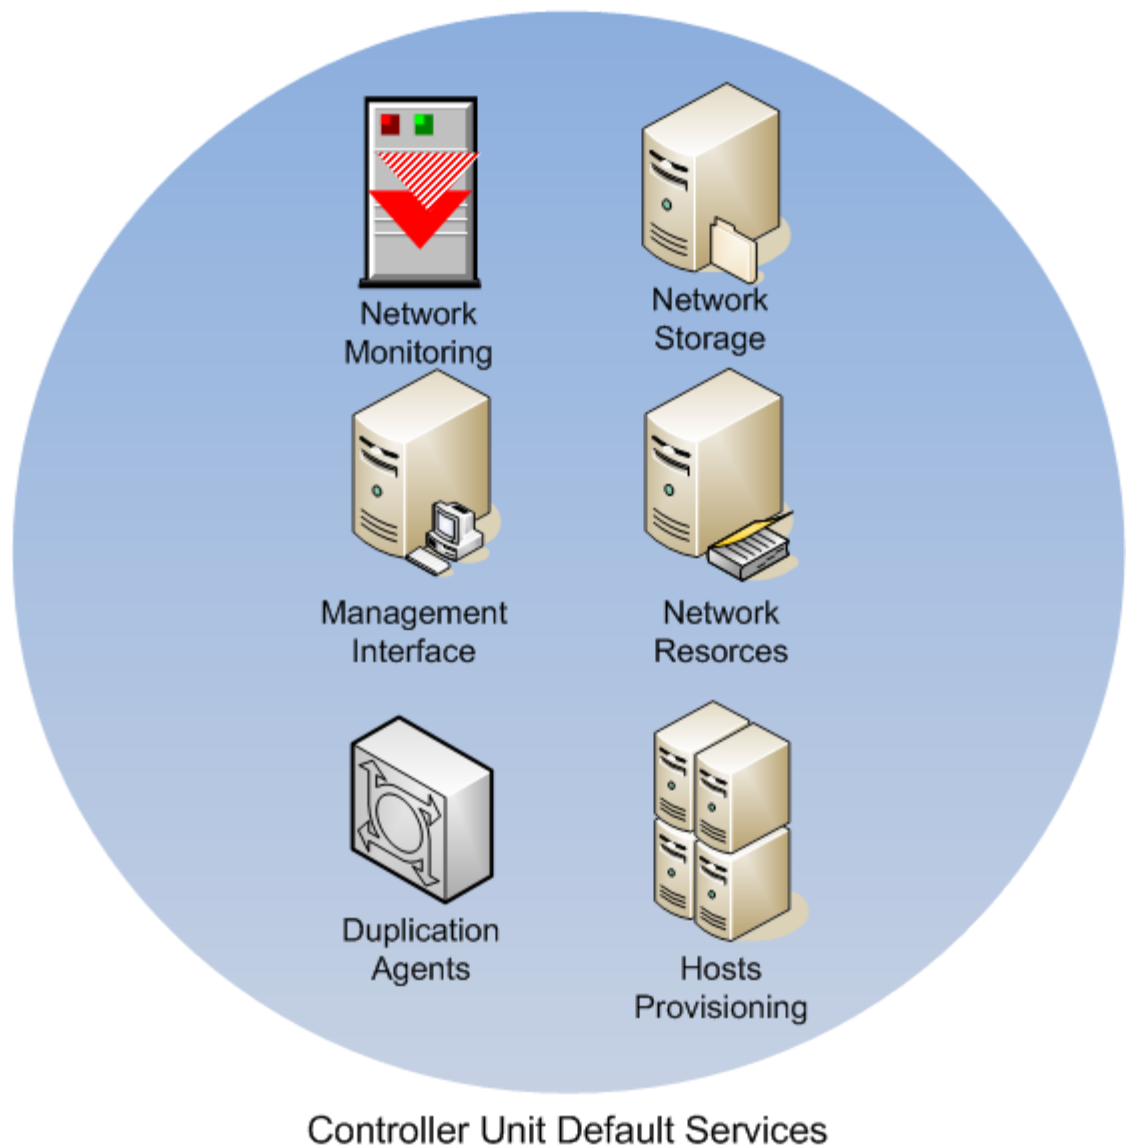 Network
Monitoring
Network
Storage
Management
Interface
Network
Resorces
Duplication
Agents
Hosts
Provisioning
Controller Unit Default Services